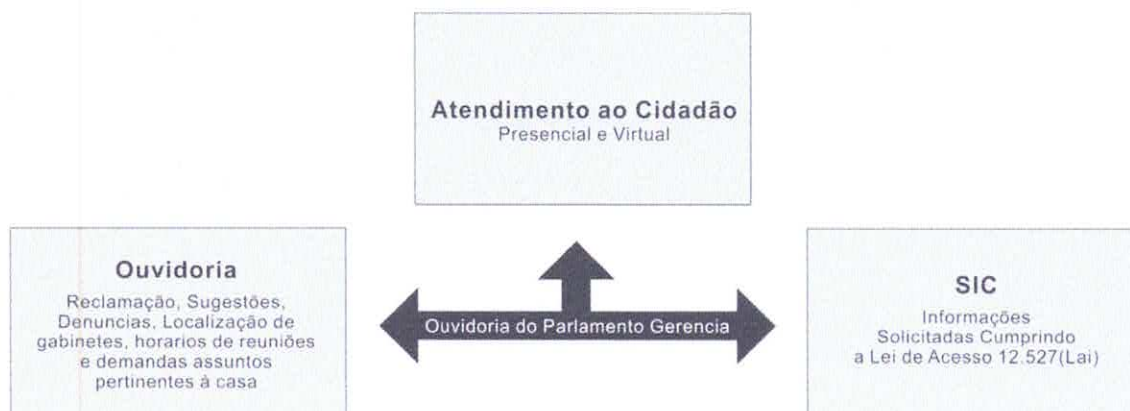 Atendimento ao Cidadão
Presencial e Virtual
Ouvidoria
Reclamação, Sugestões,
Denuncias, Localização de
gabinetes, horarios de reuniões
e demandas assuntos
pertinentes à casa
Ouvidoria do Parlamento Gerencia
SIC
Informações
Solicitadas Cumprindo
a Lei de Acesso 12.527(Lai)